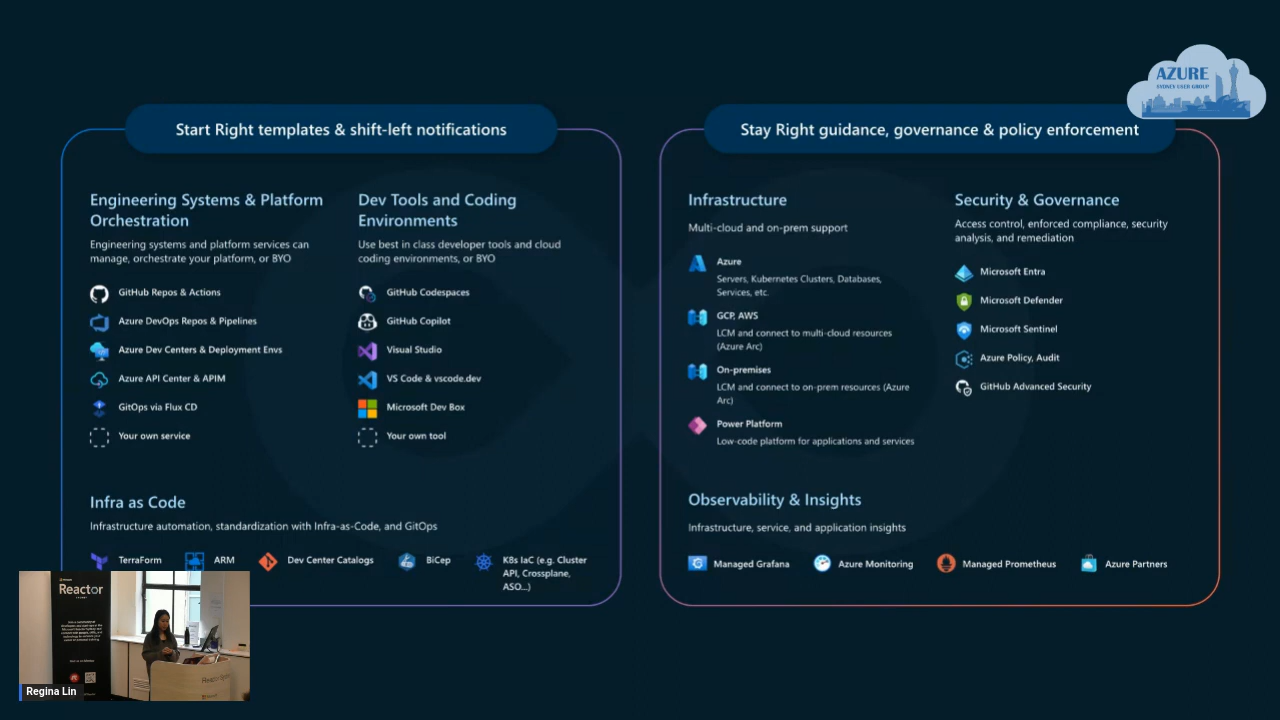 AZURE
SYDNEY USER GROUP
Start Right templates & shift-left notifications
Engineering Systems & Platform
Orchestration
Engineering systems and platform services can
manage, orchestrate your platform, or BYO
GitHub Repos & Actions
Azure DevOps Repos & Pipelines
Azure Dev Centers & Deployment Envs
Azure API Center & APIM
GitOps via Flux CD
Your own service
Dev Tools and Coding
Environments
Use best in class developer tools and cloud
coding environments, or BYO
GitHub Codespaces
GitHub Copilot
Visual Studio
VS Code & vscode.dev
Microsoft Dev Box
Your own tool
Infra as Code
Infrastructure automation, standardization with Infra-as-Code, and GitOps
TerraForm
ARM
Dev Center Catalogs
BiCep
K8s IaC (e.g. Cluster
API, Crossplane,
ASO...)
Stay Right guidance, governance & policy enforcement
Infrastructure
Multi-cloud and on-prem support
Azure
Servers, Kubernetes Clusters, Databases,
Services, etc.
GCP, AWS
LCM and connect to multi-cloud resources
(Azure Arc)
On-premises
LCM and connect to on-prem resources (Azure
Arc)
Power Platform
Low-code platform for applications and services
Security & Governance
Access control, enforced compliance, security
analysis, and remediation
Microsoft Entra
Microsoft Defender
Microsoft Sentinel
Azure Policy, Audit
GitHub Advanced Security
Observability & Insights
Infrastructure, service, and application insights
Managed Grafana
Azure Monitoring
Managed Prometheus
Azure Partners
Reactor
Regina Lin